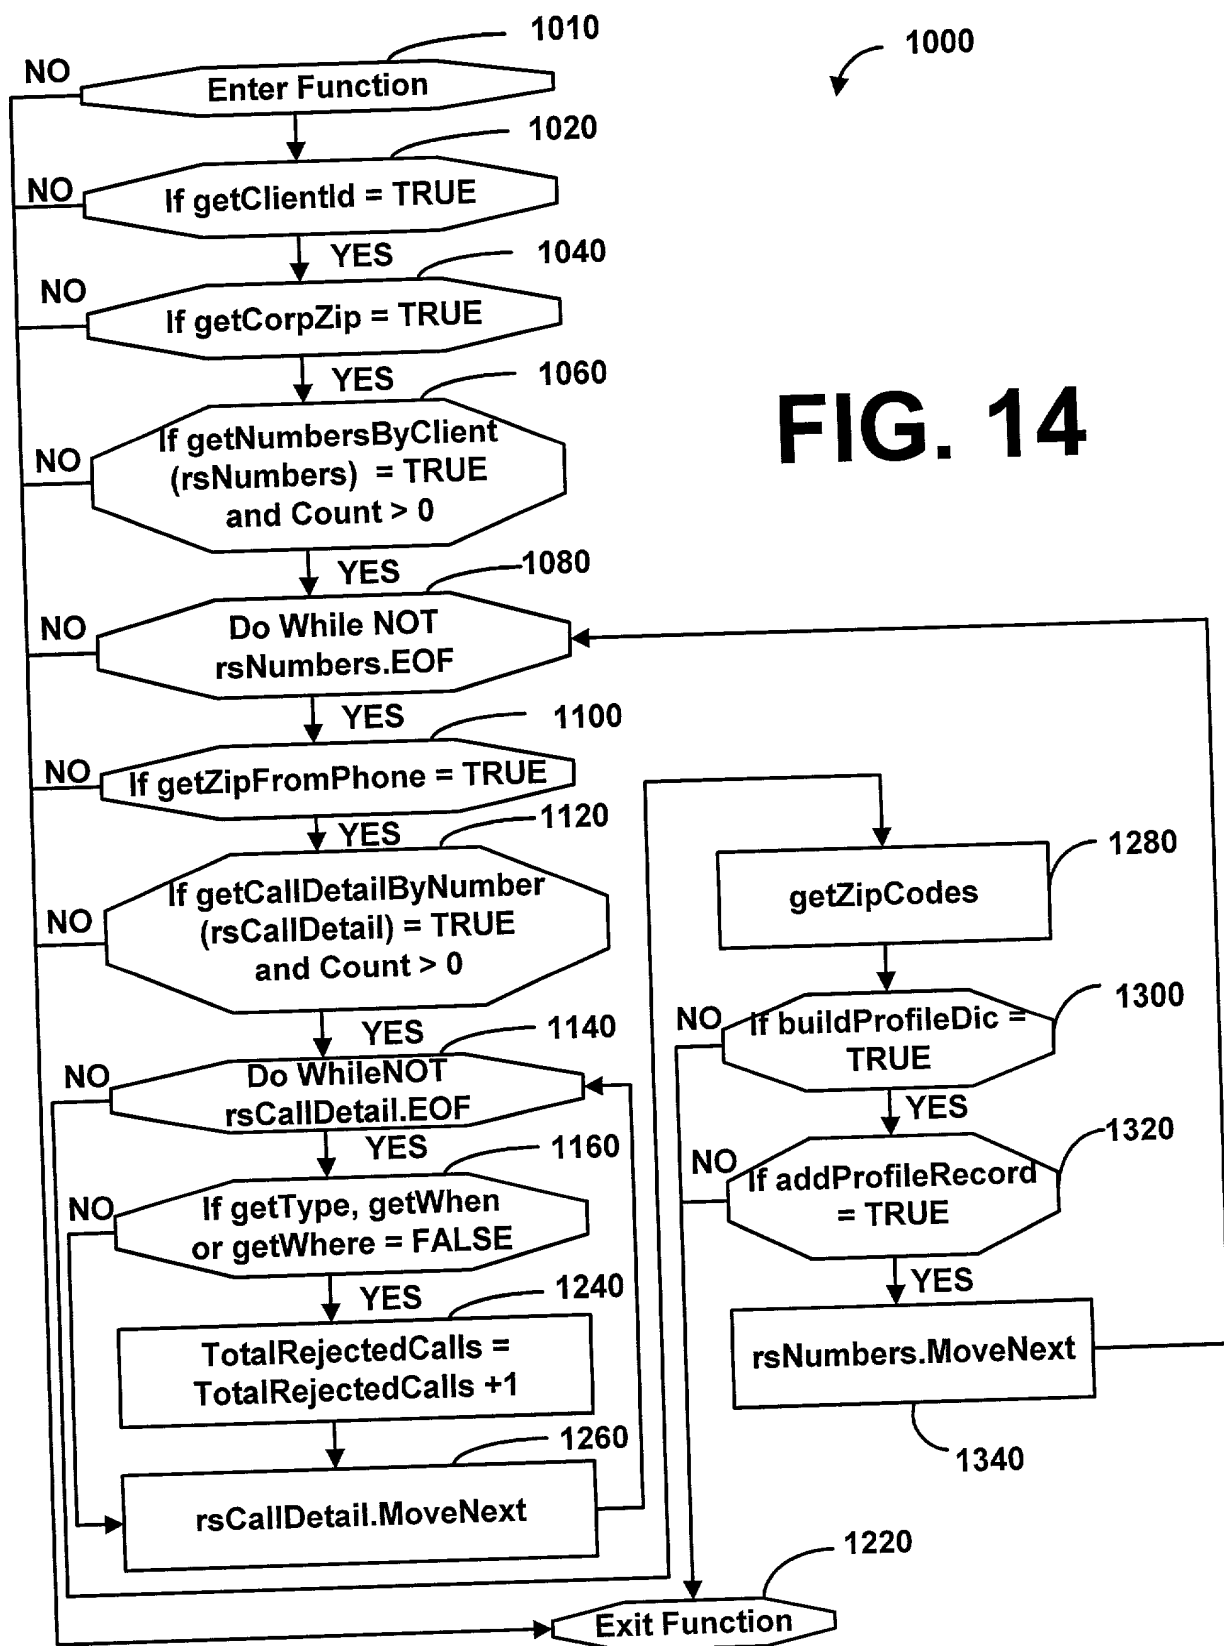 1010
1000
NO
Enter Function
1020
NO
If getClientId = TRUE
YES
1040
NO
If getCorpZip = TRUE
YES
1060
FIG. 14
NO
If getNumbersByClient
(rsNumbers) = TRUE
and Count > 0
YES
1080
NO
Do While NOT
rsNumbers.EOF
YES
1100
NO
If getZipFromPhone = TRUE
YES
1120
NO
If getCallDetailByNumber
(rsCallDetail) = TRUE
and Count > 0
YES
1140
NO
Do WhileNOT
rsCallDetail.EOF
YES
1160
NO
If getType, getWhen
or getWhere = FALSE
YES
1240
TotalRejectedCalls =
TotalRejectedCalls +1
1260
rsCallDetail.MoveNext
1280
getZipCodes
1300
NO
If buildProfileDic =
TRUE
YES
1320
NO
If addProfileRecord
= TRUE
YES
rsNumbers.MoveNext
1340
1220
Exit Function